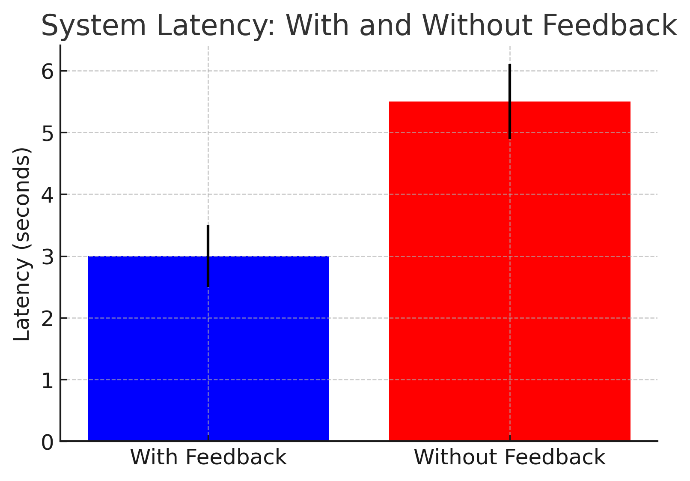 System Latency: With and Without Feedback
Latency (seconds)
6
5
4
3
2
1
0
With Feedback
Without Feedback